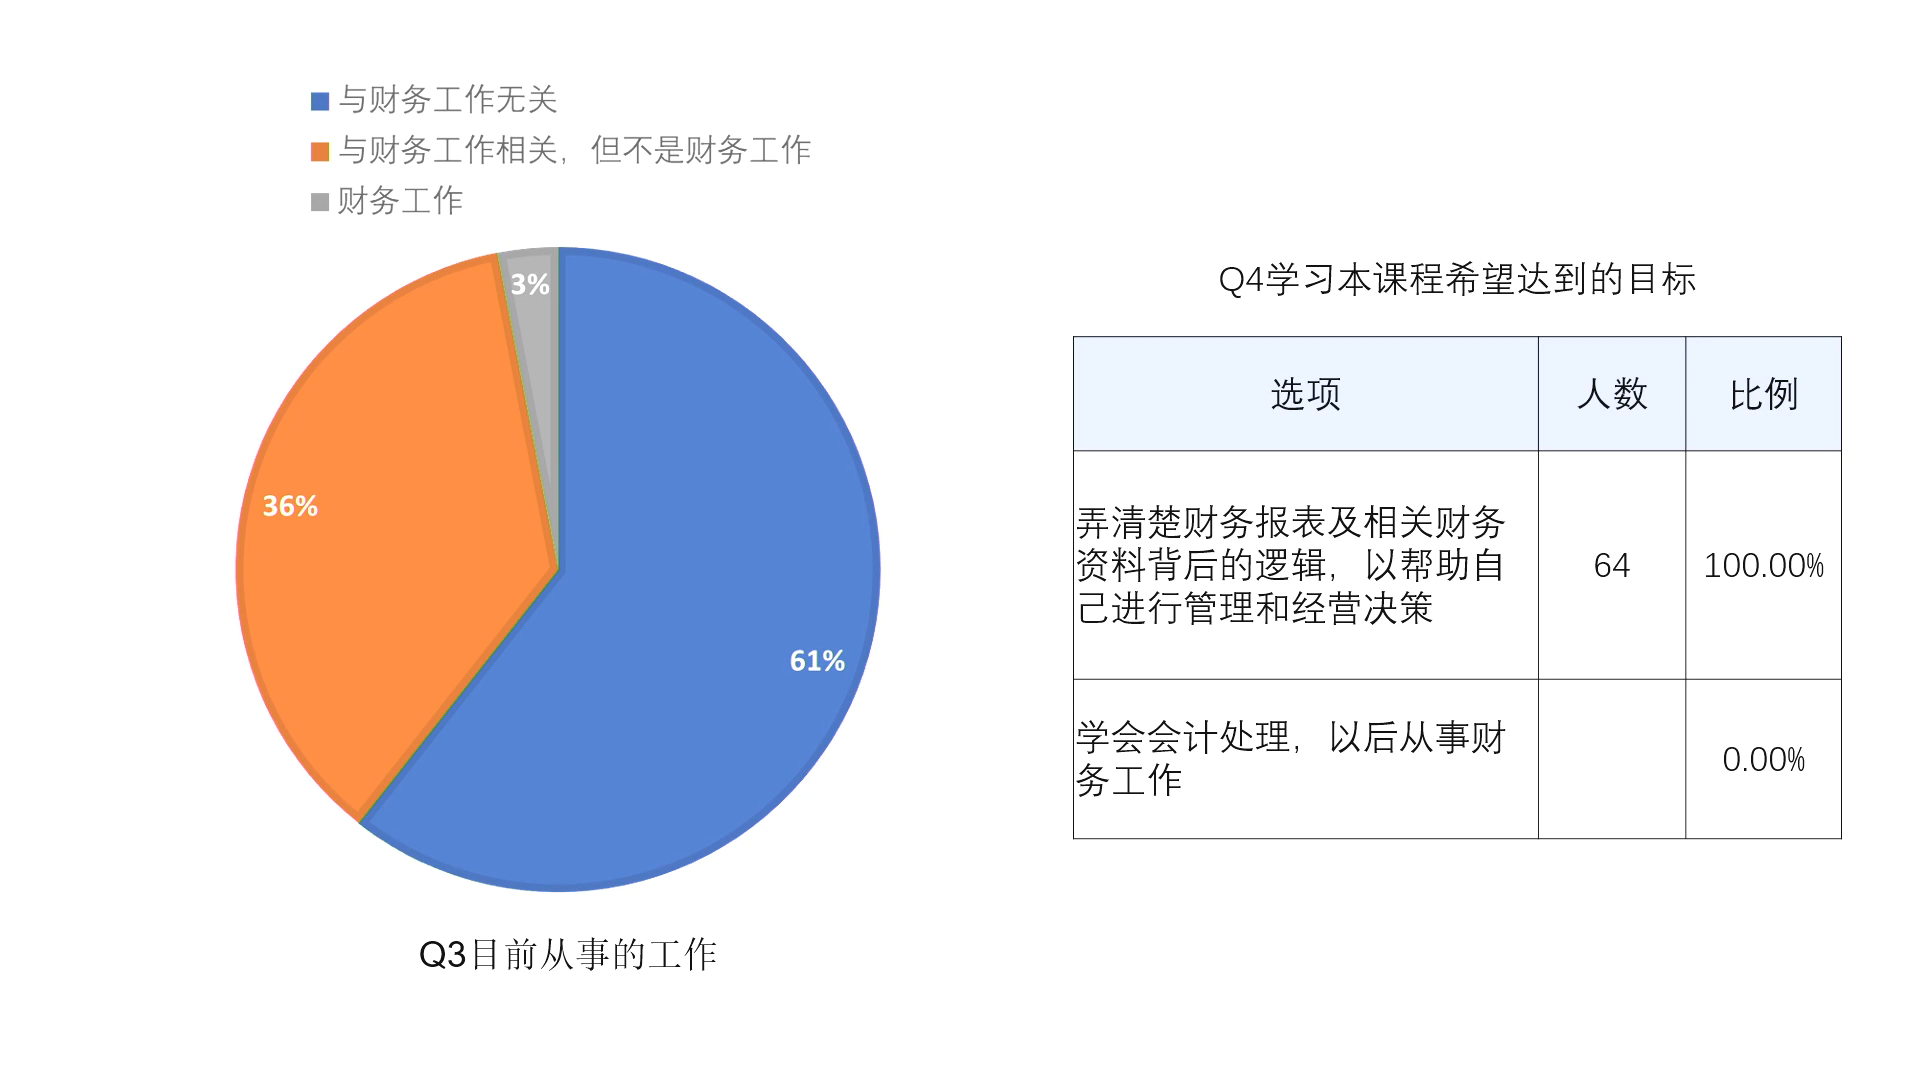 与财务工作无关
与财务工作相关，但不是财务工作
财务工作
3%
36%
61%
Q3目前从事的工作
Q4学习本课程希望达到的目标
选项 人数 比例
弄清楚财务报表及相关财务
资料背后的逻辑，以帮助自
己进行管理和经营决策
64 100.00%
学会会计处理，以后从事财
务工作
0.00%